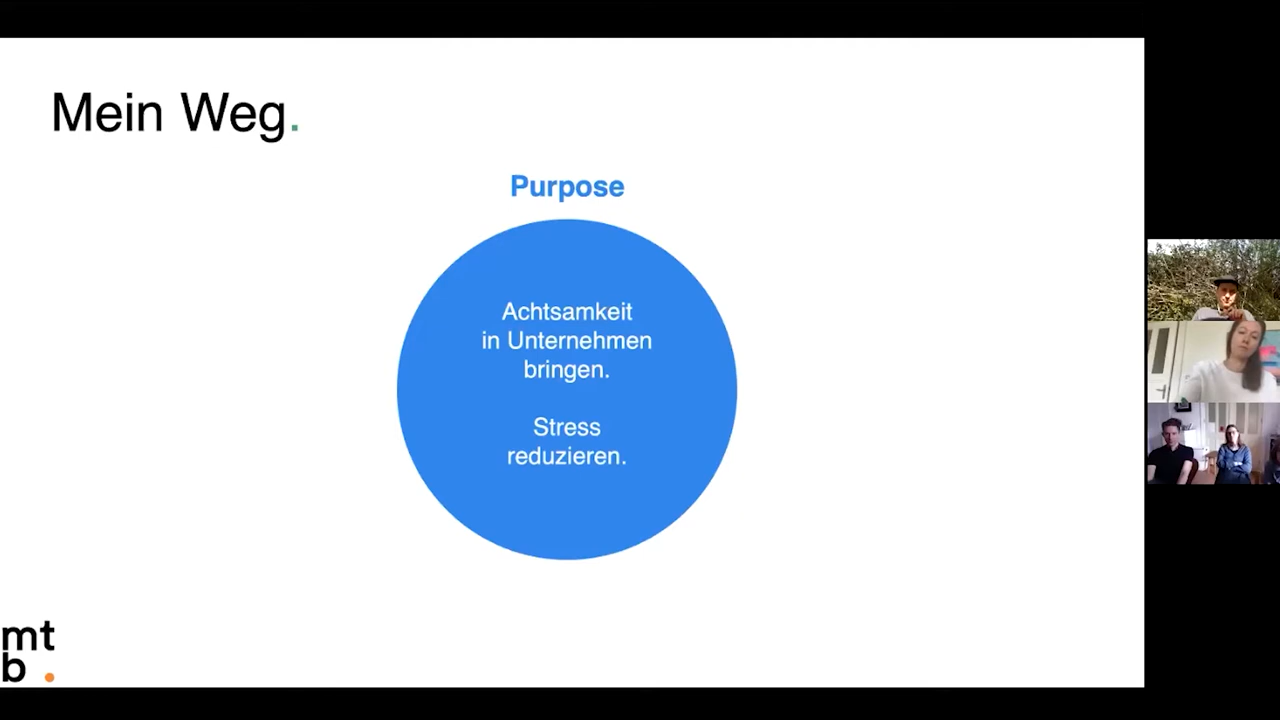 Mein Weg.
Purpose
Achtsamkeit
in Unternehmen
bringen.
Stress
reduzieren.
mt
b .